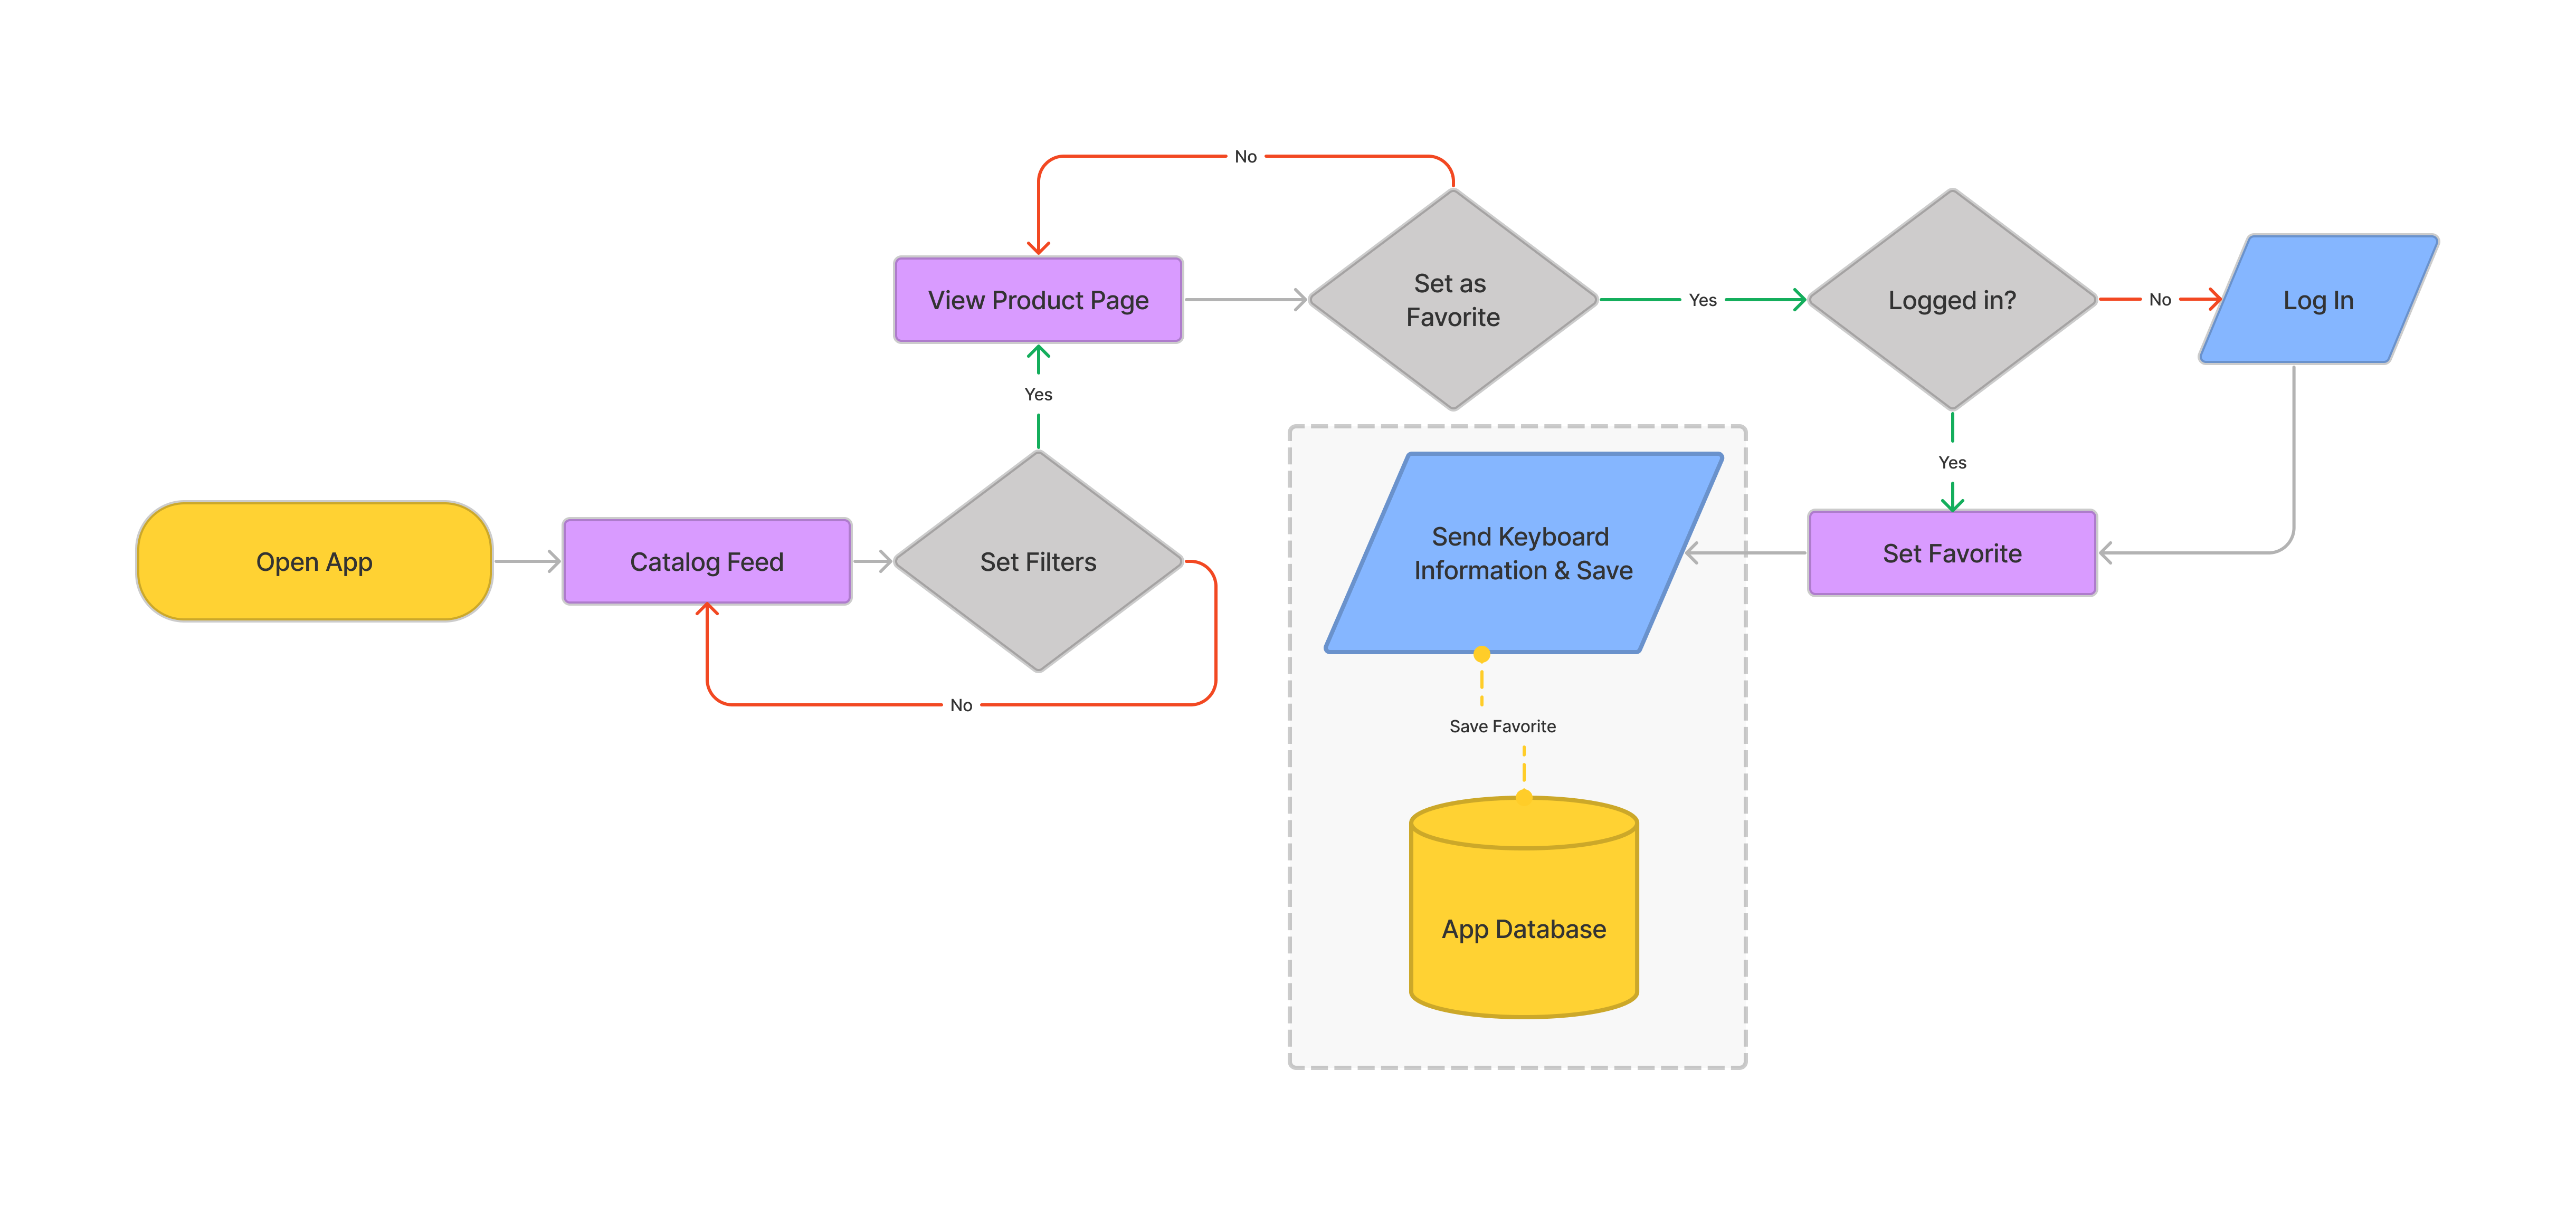 No
View Product Page
Set as
Favorite
Yes
Logged in?
No
Log In
Yes
Yes
Open App
Catalog Feed
Set Filters
No
Send Keyboard
Information & Save
Set Favorite
Save Favorite
App Database